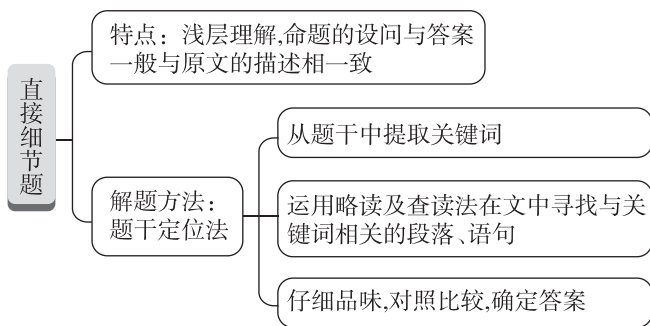 直接细节题
特点：浅层理解,命题的设问与答案
一般与原文的描述相一致
解题方法：
题干定位法
从题干中提取关键词
运用略读及查读法在文中寻找与关
键词相关的段落、语句
仔细品味,对照比较,确定答案